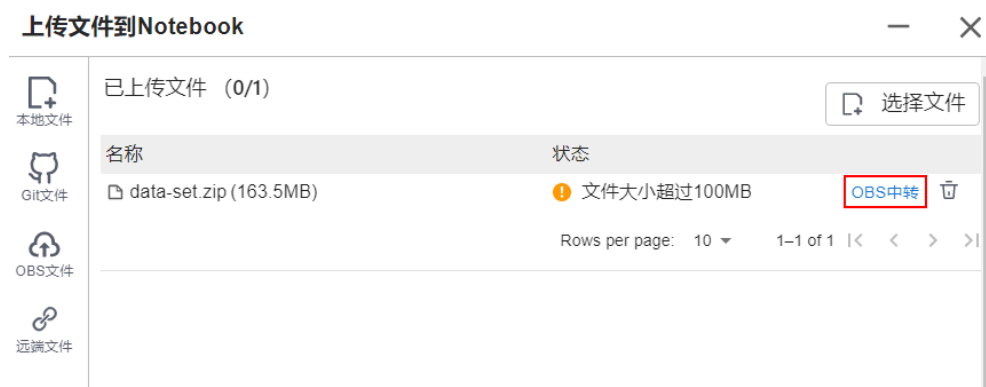 上传文件到Notebook
本地文件
Git文件
OBS文件
远端文件
已上传文件 (0/1)
选择文件
名称 状态
data-set.zip (163.5MB) 文件大小超过100MB OBS中转
Rows per page: 10 1–1 of 1